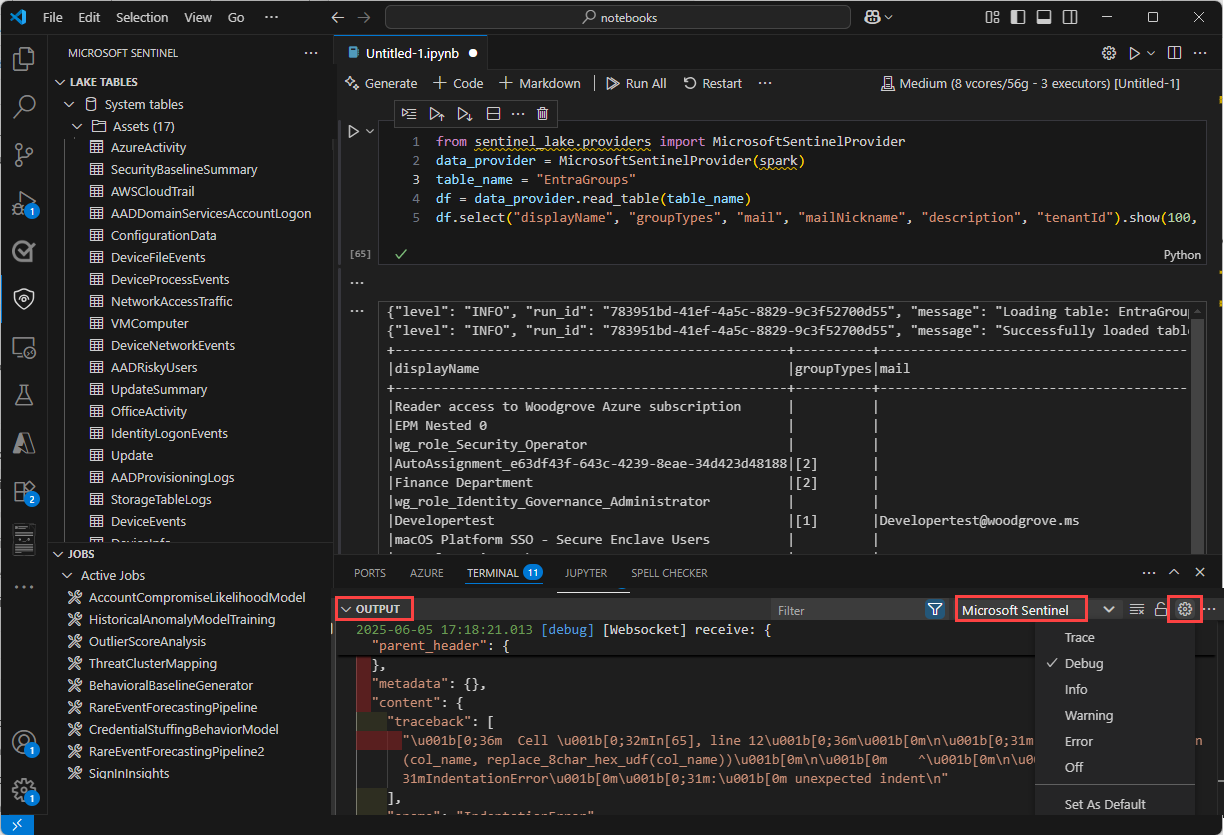 File Edit Selection View Go ··· notebooks
MICROSOFT SENTINEL ···
LAKE TABLES
System tables
Assets (17)
AzureActivity
SecurityBaselineSummary
AWSCloudTrail
AADDomainServicesAccountLogon
ConfigurationData
DeviceFileEvents
DeviceProcessEvents
NetworkAccessTraffic
VMComputer
DeviceNetworkEvents
AADRiskyUsers
UpdateSummary
OfficeActivity
IdentityLogonEvents
Update
AADProvisioningLogs
StorageTableLogs
DeviceEvents
DeviceInfo
JOBS
Active Jobs
AccountCompromiseLikelihoodModel
HistoricalAnomalyModelTraining
OutlierScoreAnalysis
ThreatClusterMapping
BehavioralBaselineGenerator
RareEventForecastingPipeline
CredentialStuffingBehaviorModel
RareEventForecastingPipeline2
SignInInsights
1
2
1
1
Untitled-1.ipynb
Generate + Code + Markdown Run All Restart ··· Medium (8 vcores/56g - 3 executors) [Untitled-1]
1 from sentinel_lake.providers import MicrosoftSentinelProvider
2 data_provider = MicrosoftSentinelProvider(spark)
3 table_name = "EntraGroups"
4 df = data_provider.read_table(table_name)
5 df.select("displayName", "groupTypes", "mail", "mailNickname", "description", "tenantId").show(100,
[65] Python
{"level": "INFO", "run_id": "783951bd-41ef-4a5c-8829-9c3f52700d55", "message": "Loading table: EntraGrou
{"level": "INFO", "run_id": "783951bd-41ef-4a5c-8829-9c3f52700d55", "message": "Successfully loaded tabl
|displayName |groupTypes|mail
|Reader access to Woodgrove Azure subscription | |
|EPM Nested 0 | |
|wg_role_Security_Operator | |
|AutoAssignment_e63df43f-643c-4239-8eae-34d423d48188|[2] |
|Finance Department |[2] |
|wg_role_Identity_Governance_Administrator | |
|Developertest |[1] |Developertest@woodgrove.ms
|macOS Platform SSO - Secure Enclave Users | |
PORTS AZURE TERMINAL 11 JUPYTER SPELL CHECKER
OUTPUT Filter Microsoft Sentinel
2025-06-05 17:18:21.013 [debug] [Websocket] receive: {
"parent_header": {
},
"metadata": {},
"content": {
"traceback": [
"\u001b[0;36m Cell \u001b[0;32mIn[65], line 12\u001b[0;36m\u001b[0m\n\u001b[0;31m n
(col_name, replace_8char_hex_udf(col_name))\u001b[0m\n\u001b[0m ^\u001b[0m\n\u0
31mIndentationError\u001b[0m\u001b[0;31m:\u001b[0m unexpected indent\n"
],
"ename": "IndentationError"
Trace
Debug
Info
Warning
Error
Off
Set As Default